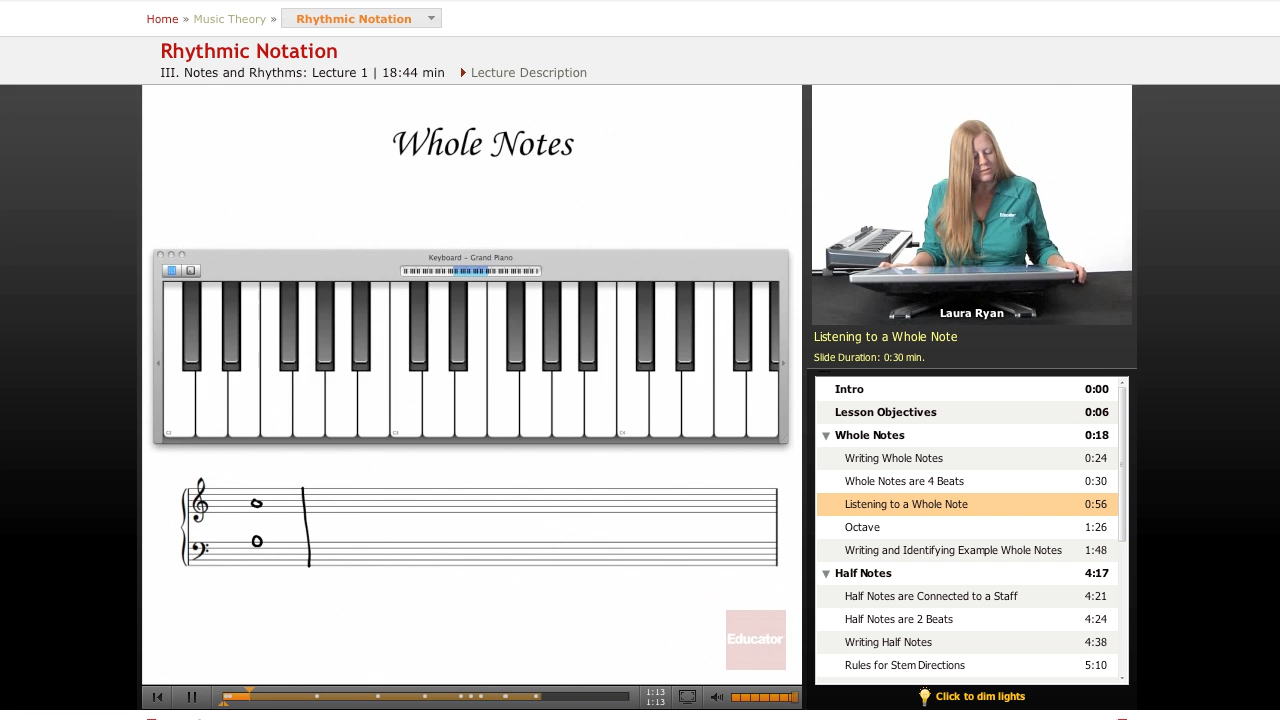 Home » Music Theory » Rhythmic Notation
Rhythmic Notation
III. Notes and Rhythms: Lecture 1 | 18:44 min Lecture Description
Whole Notes
Keyboard – Grand Piano
C2 C3 C4
Educator
Educator
Laura Ryan
Listening to a Whole Note
Slide Duration: 0:30 min.
Intro 0:00
Lesson Objectives 0:06
Whole Notes 0:18
Writing Whole Notes 0:24
Whole Notes are 4 Beats 0:30
Listening to a Whole Note 0:56
Octave 1:26
Writing and Identifying Example Whole Notes 1:48
Half Notes 4:17
Half Notes are Connected to a Staff 4:21
Half Notes are 2 Beats 4:24
Writing Half Notes 4:38
Rules for Stem Directions 5:10
1:13
1:13
Click to dim lights